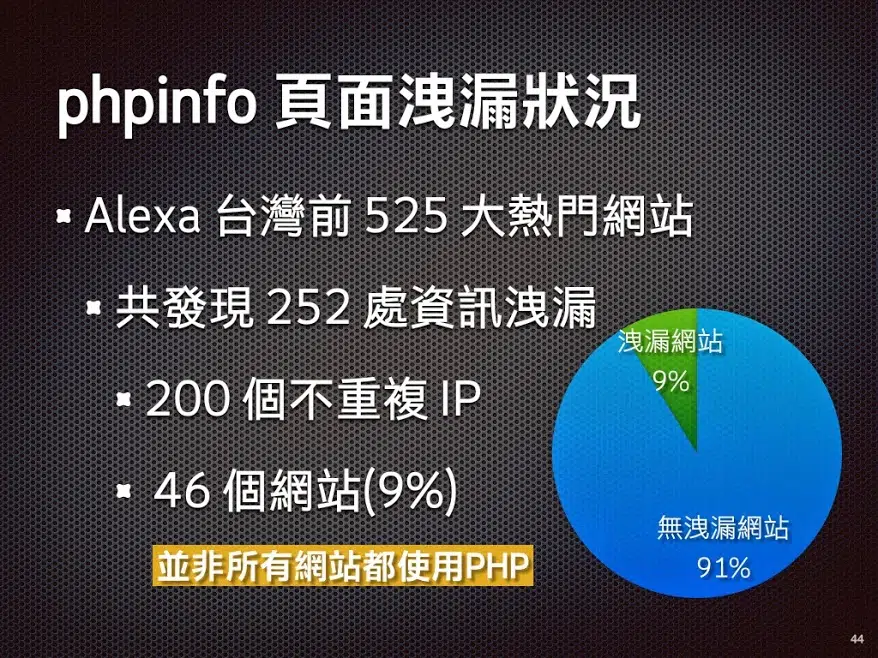 phpinfo 頁面洩漏狀況
Alexa 台灣前 525 大熱門網站
共發現 252 處資訊洩漏
200 個不重複 IP
46 個網站(9%)
並非所有網站都使用PHP
洩漏網站
9%
無洩漏網站
91%
44